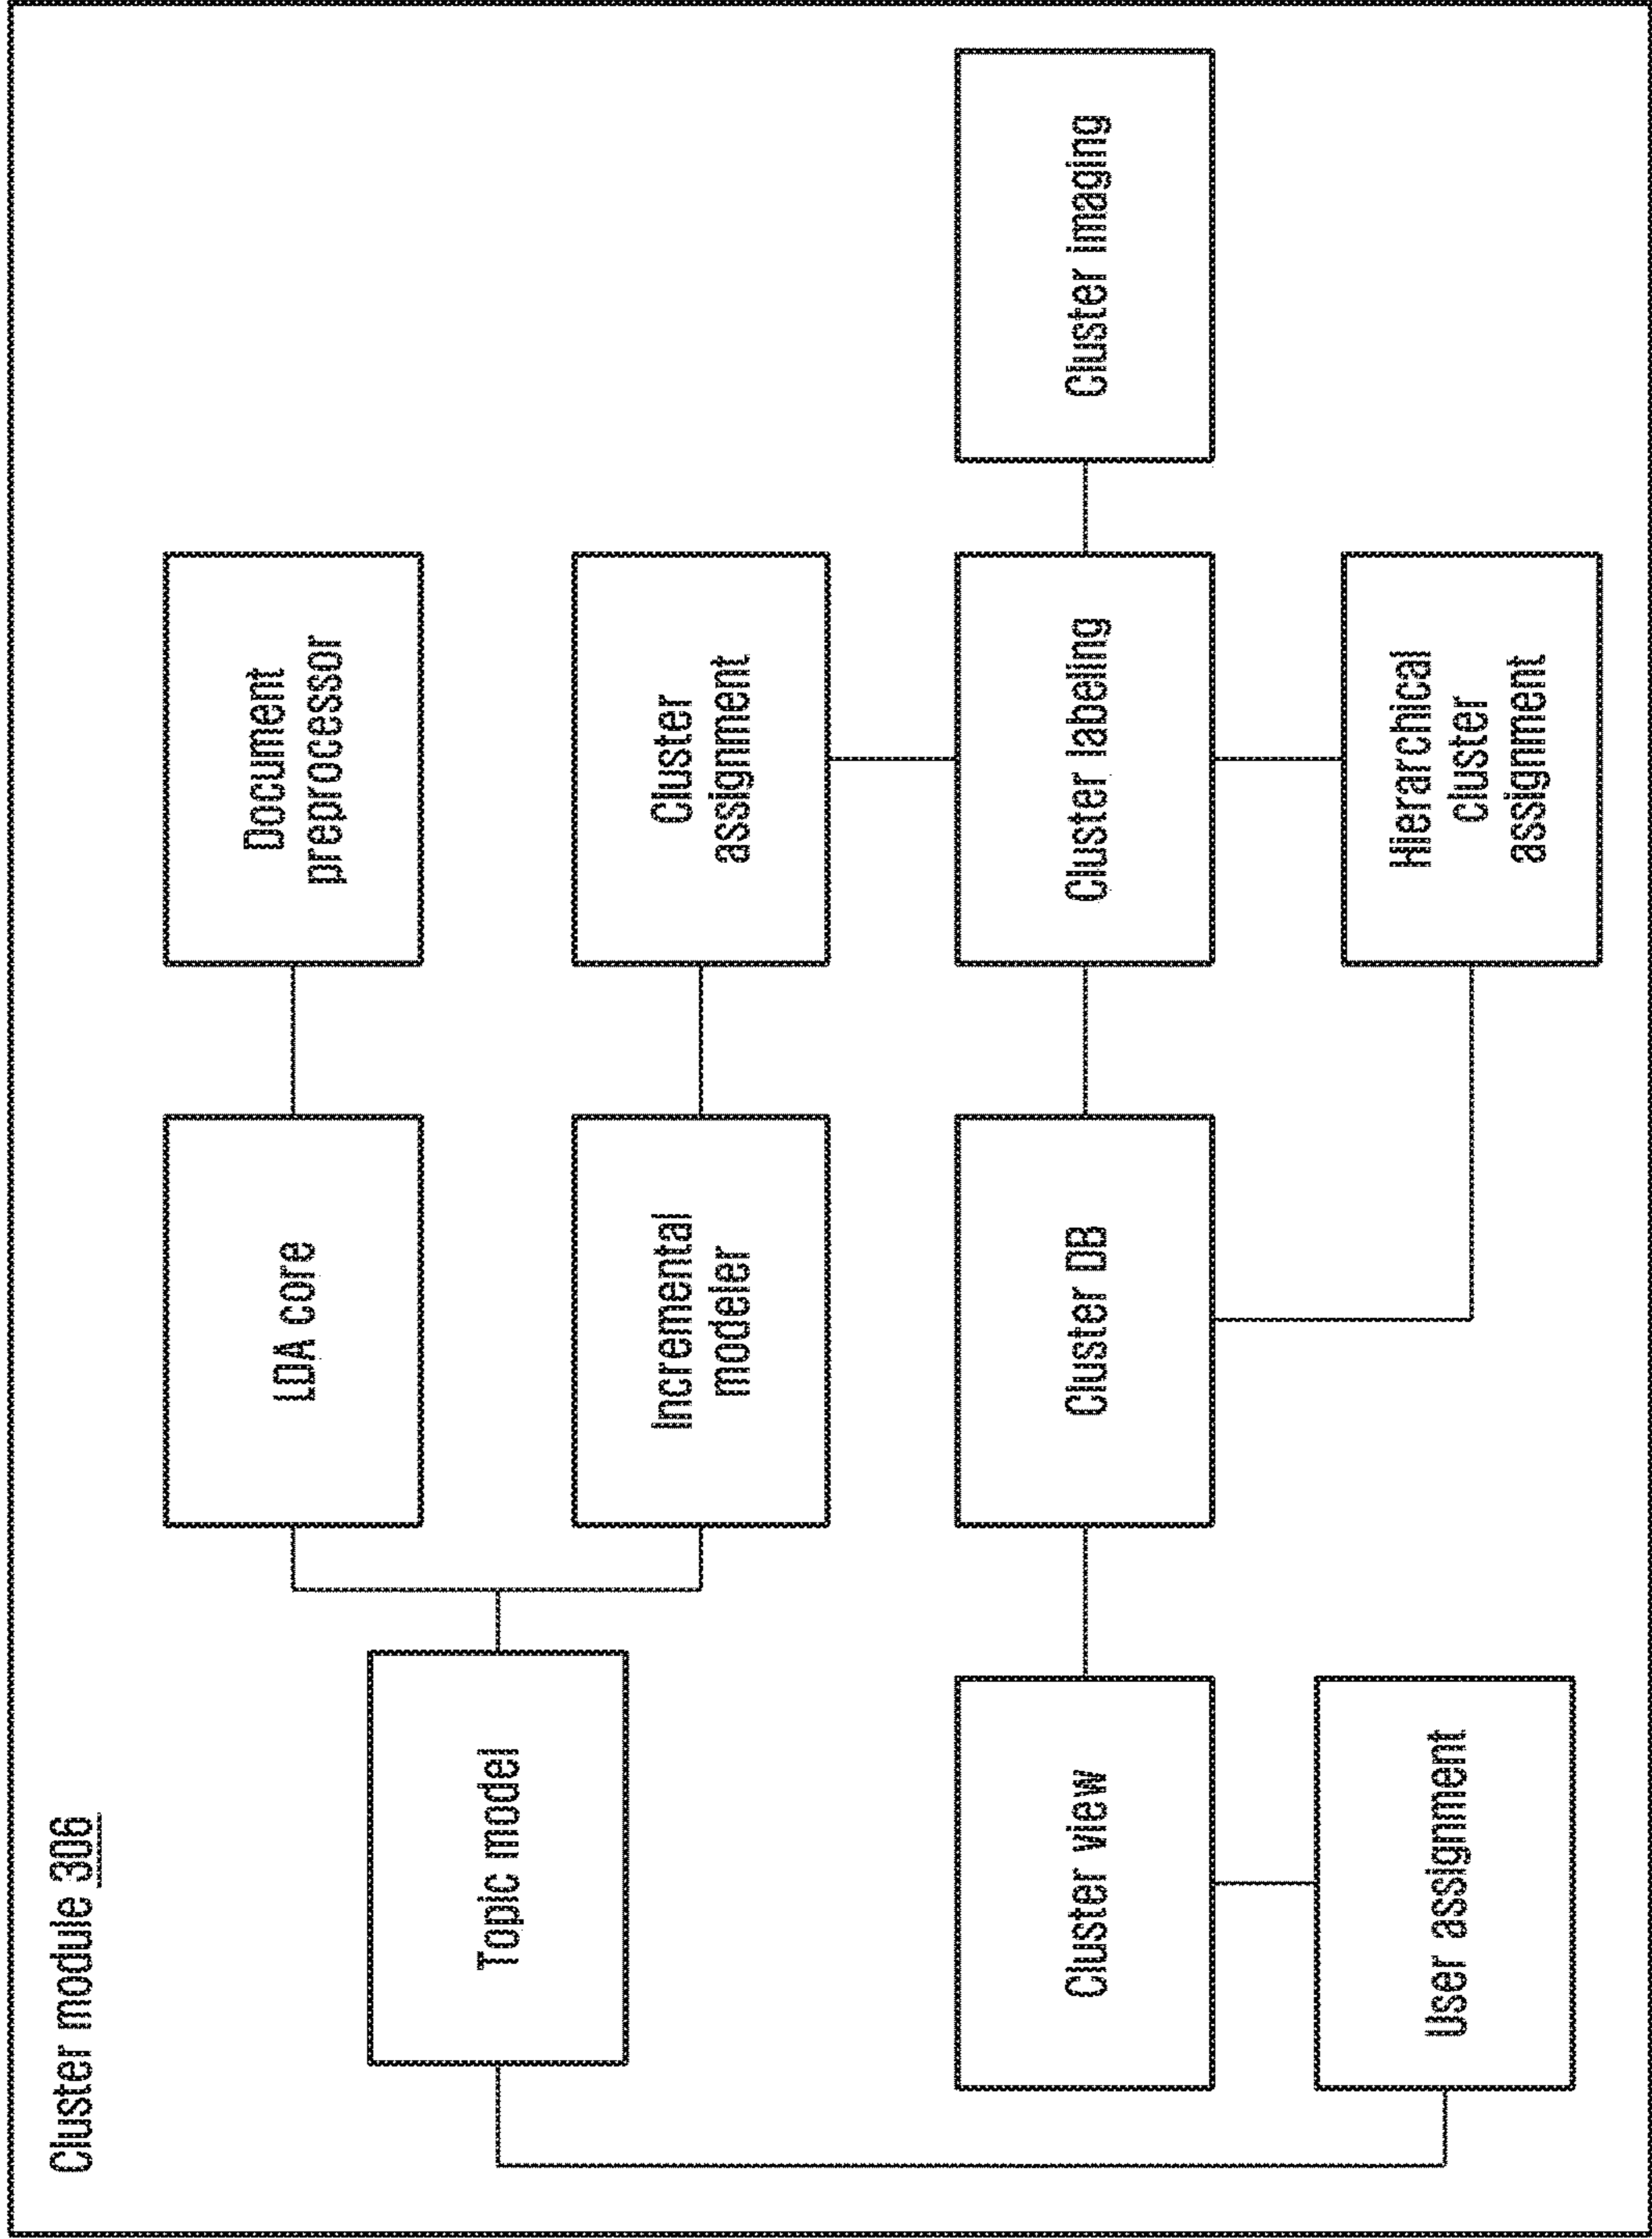 Cluster module 306
LDA core
Document
preprocessor
Topic model
Incremental
modeler
Cluster
assignment
Cluster view
Cluster DB
Cluster labeling
Cluster imaging
User assignment
Hierarchical
cluster
assignment